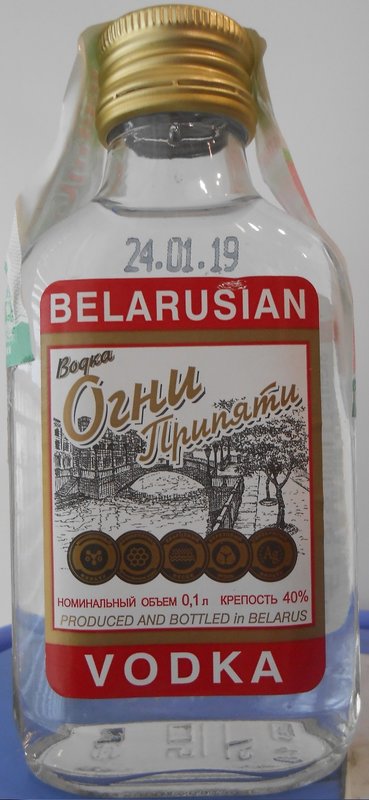 24.01.19
BELARUSIAN
Водка
Огни
Припяти
НОМИНАЛЬНЫЙ ОБЪЕМ 0,1 л КРЕПОСТЬ 40%
PRODUCED AND BOTTLED in BELARUS
VODKA